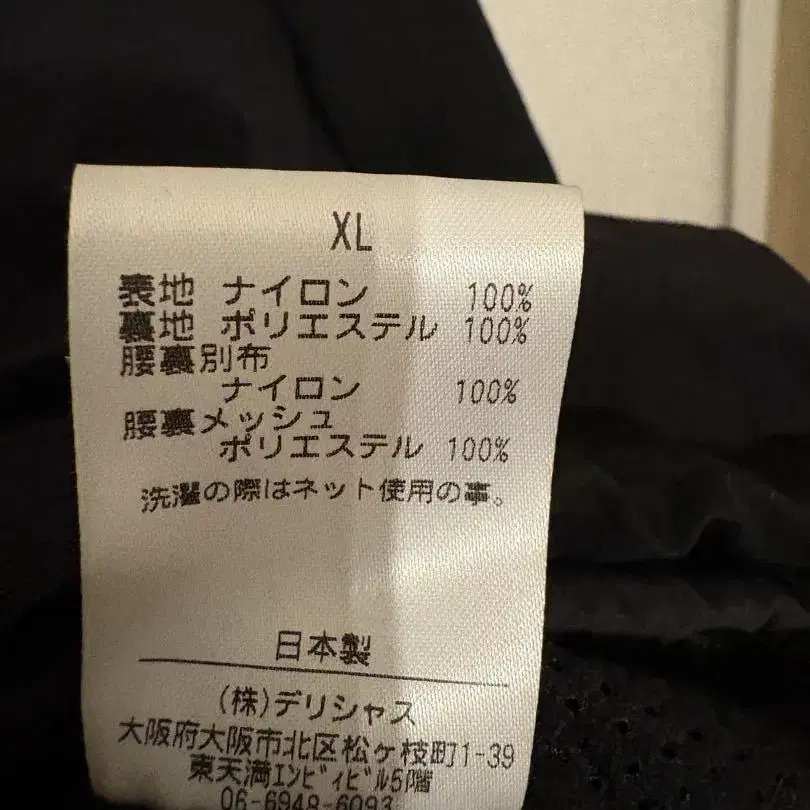 XL
表地 ナイロン 100%
裏地 ポリエステル 100%
腰裏別布
ナイロン 100%
腰裏メッシュ
ポリエステル 100%
洗濯の際はネット使用の事。
日本製
(株)デリシャス
大阪府大阪市北区松ヶ枝町1-39
東天満エンビィビル5階
06-6948-6093